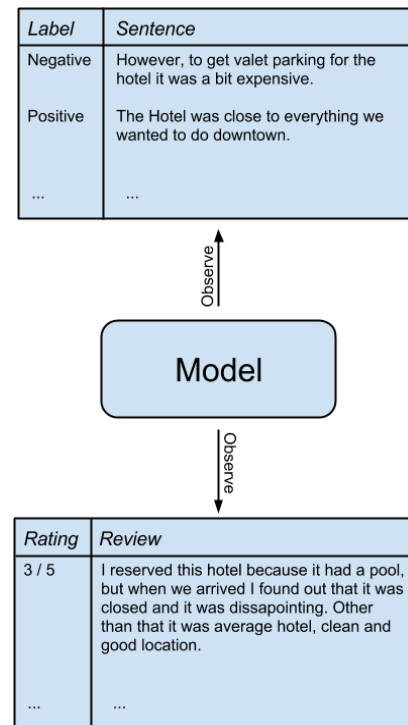 Label Sentence
Negative However, to get valet parking for the
hotel it was a bit expensive.
Positive The Hotel was close to everything we
wanted to do downtown.
... ...
Observe
Model
Observe
Rating Review
3 / 5 I reserved this hotel because it had a pool,
but when we arrived I found out that it was
closed and it was dissapointing. Other
than that it was average hotel, clean and
good location.
... ...